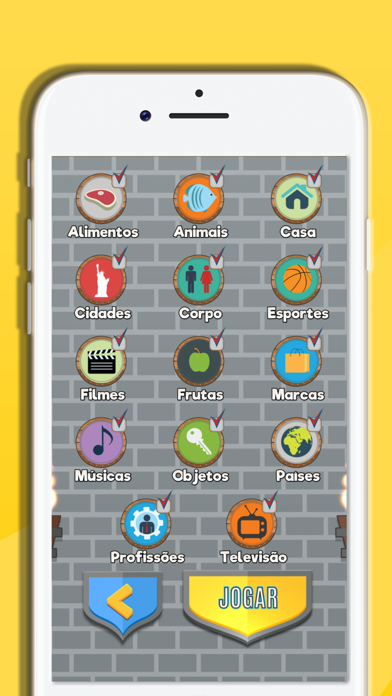 Alimentos Animais Casa
Cidades Corpo Esportes
Filmes Frutas Marcas
Músicas Objetos Países
Profissões Televisão
JOGAR